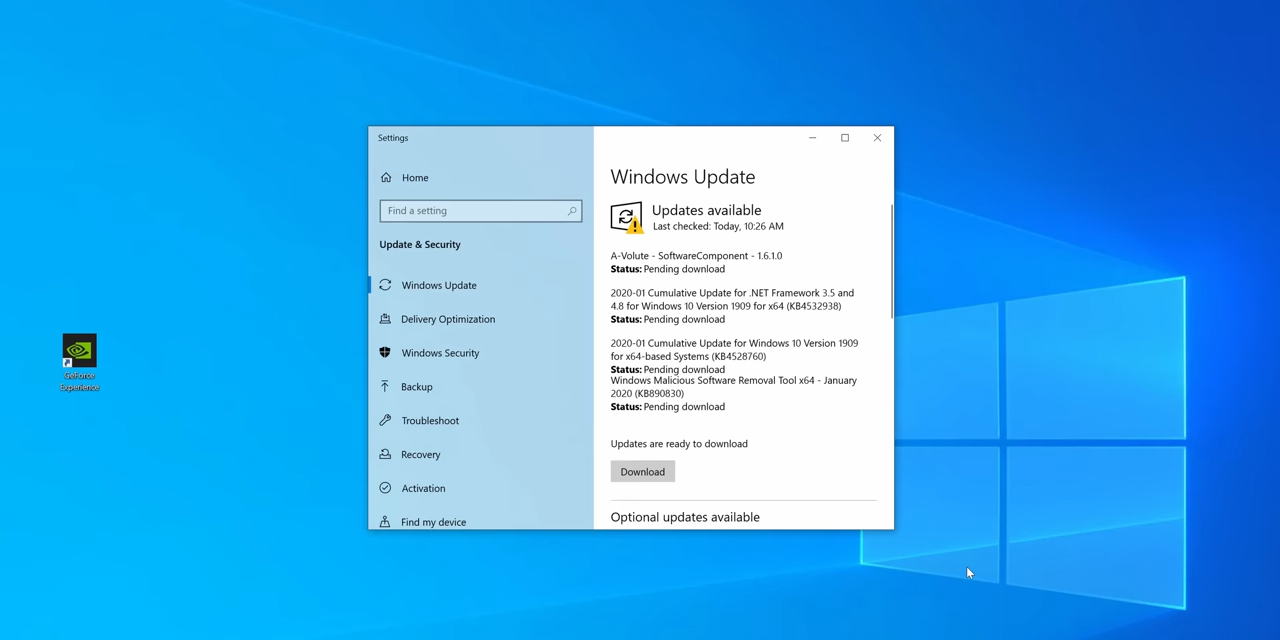 Settings
Home
Find a setting
Update & Security
Windows Update
Delivery Optimization
Windows Security
Backup
Troubleshoot
Recovery
Activation
Find my device
Windows Update
Updates available
Last checked: Today, 10:26 AM
A-Volute - SoftwareComponent - 1.6.1.0
Status: Pending download
2020-01 Cumulative Update for .NET Framework 3.5 and
4.8 for Windows 10 Version 1909 for x64 (KB4532938)
Status: Pending download
2020-01 Cumulative Update for Windows 10 Version 1909
for x64-based Systems (KB4528760)
Status: Pending download
Windows Malicious Software Removal Tool x64 - January
2020 (KB890830)
Status: Pending download
Updates are ready to download
Download
Optional updates available
GeForce
Experience